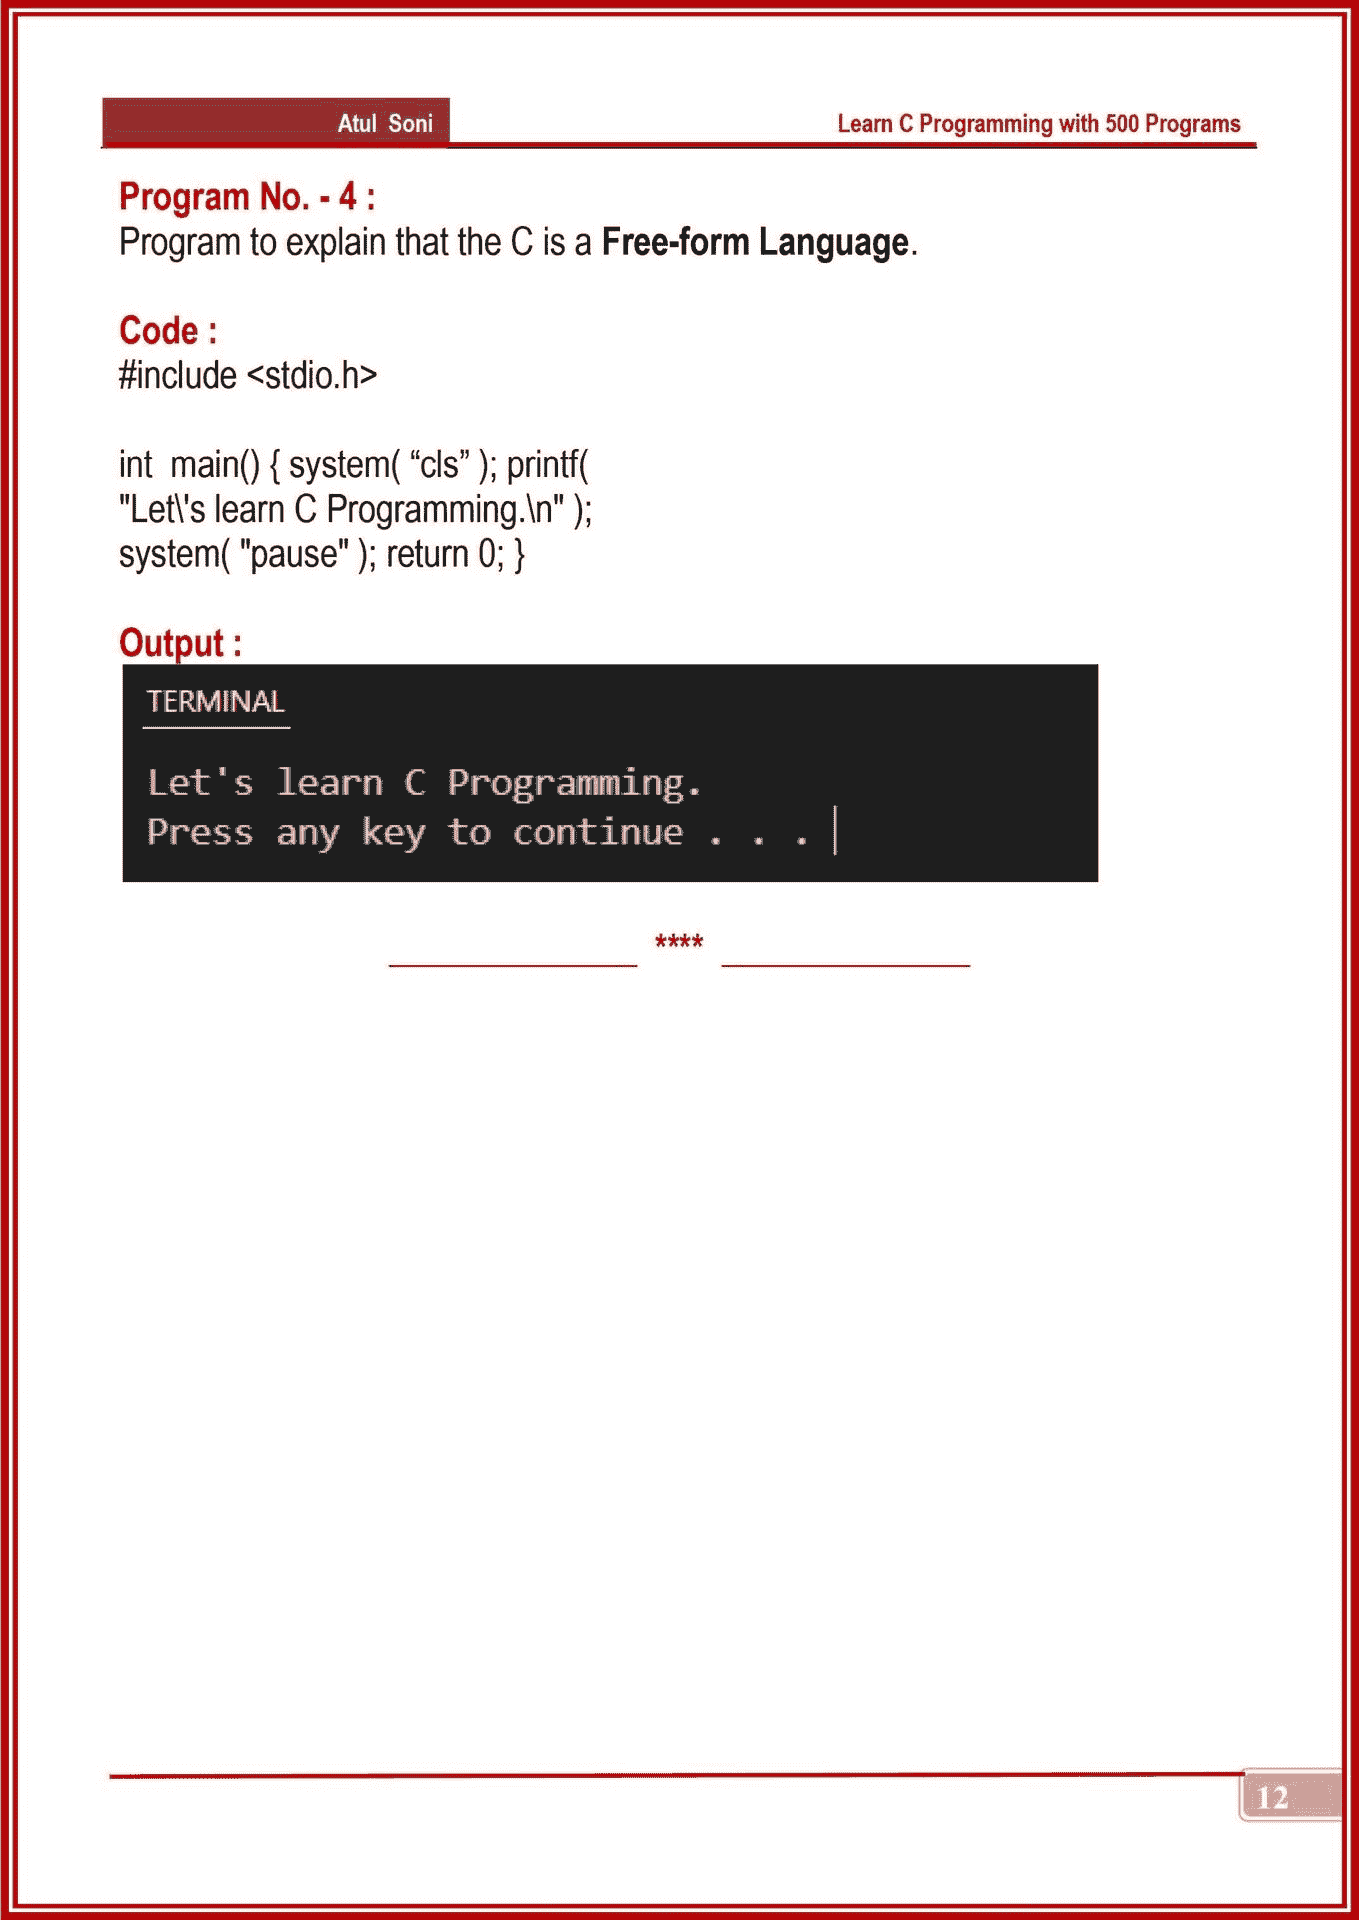 Atul  Soni
Learn C Programming with 500 Programs
Program No. - 4 :
Program to explain that the C is a Free-form Language.
Code :
#include <stdio.h>
int  main() { system( “cls” ); printf(
"Let\'s learn C Programming.\n" );
system( "pause" ); return 0; }
Output :
TERMINAL
Let's learn C Programming.
Press any key to continue . . .
****
12